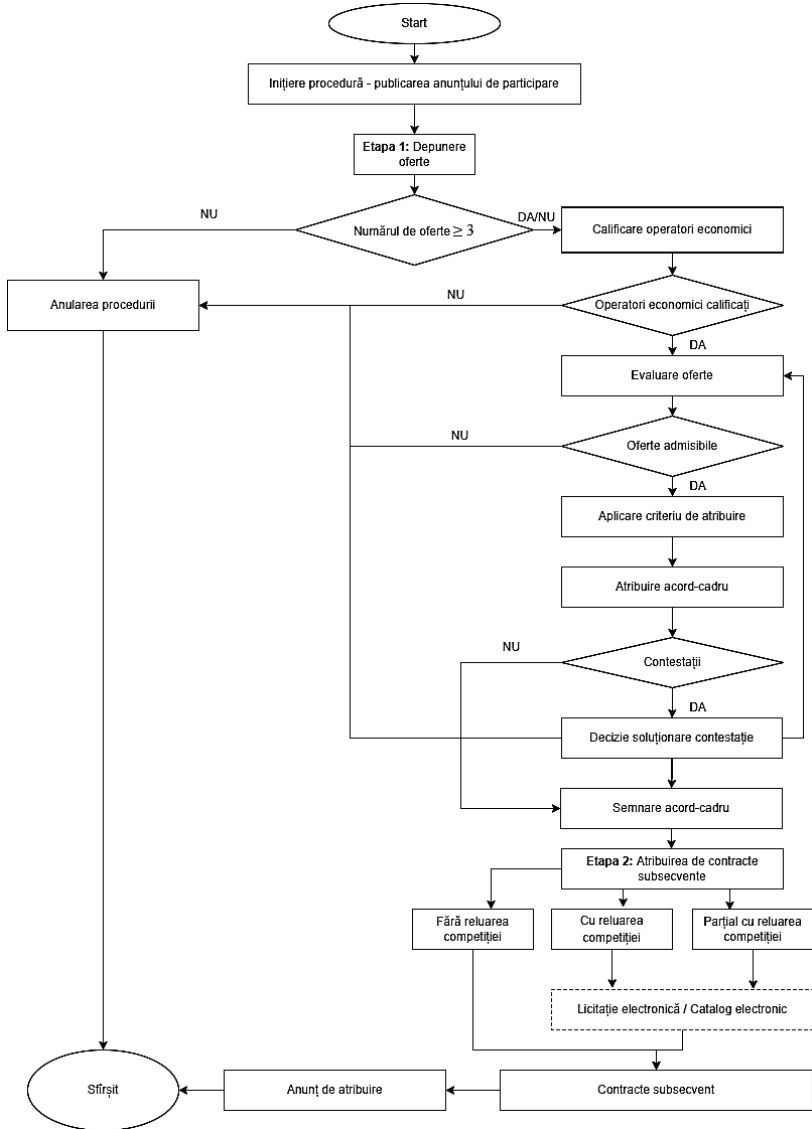 Start
Inițiere procedură - publicarea anunțului de participare
Etapa 1: Depunere
oferte
NU
Numărul de oferte ≥ 3
DA/NU
Calificare operatori economici
Anularea procedurii
NU
Operatori economici calificați
DA
Evaluare oferte
NU
Oferte admisibile
DA
Aplicare criteriu de atribuire
Atribuire acord-cadru
NU
Contestații
DA
Decizie soluționare contestație
Semnare acord-cadru
Etapa 2: Atribuirea de contracte
subsecvente
Fără reluarea
competiției
Cu reluarea
competiției
Parțial cu reluarea
competiției
Licitație electronică / Catalog electronic
Sfîrșit
Anunț de atribuire
Contracte subsecvent